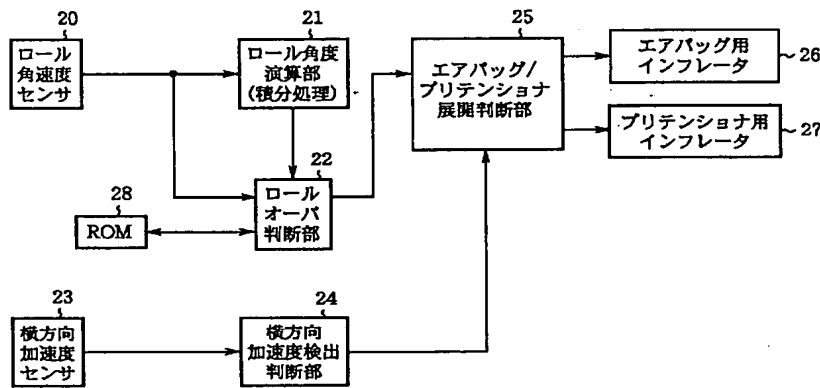 20
ロール
角速度
センサ
21
ロール角度
演算部
(積分処理)
25
エアバッグ/
プリテンショナ
展開判断部
エアバッグ用
インフレータ
26
プリテンショナ用
インフレータ
27
22
ロール
オーバ
判断部
28
ROM
23
横方向
加速度
センサ
24
横方向
加速度検出
判断部